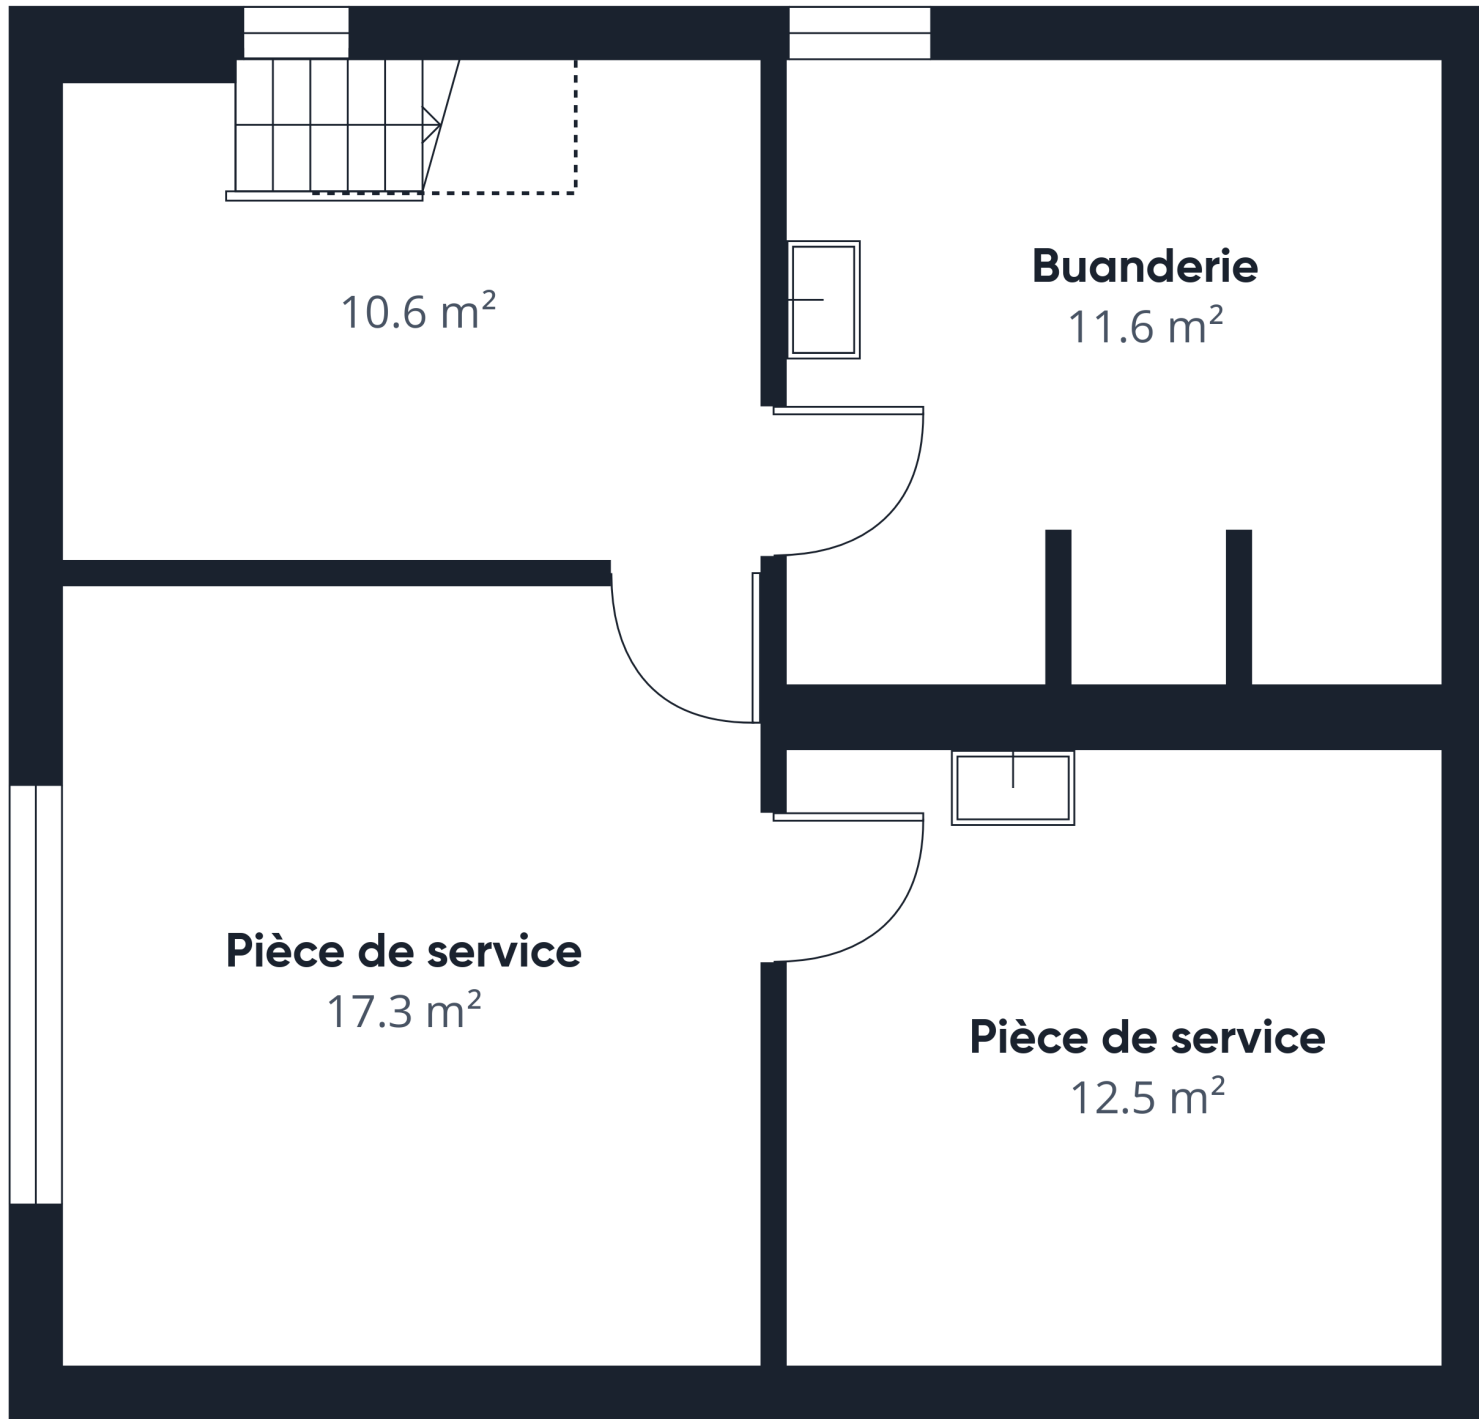 10.6 m²
Buanderie
11.6 m²
Pièce de service
17.3 m²
Pièce de service
12.5 m²